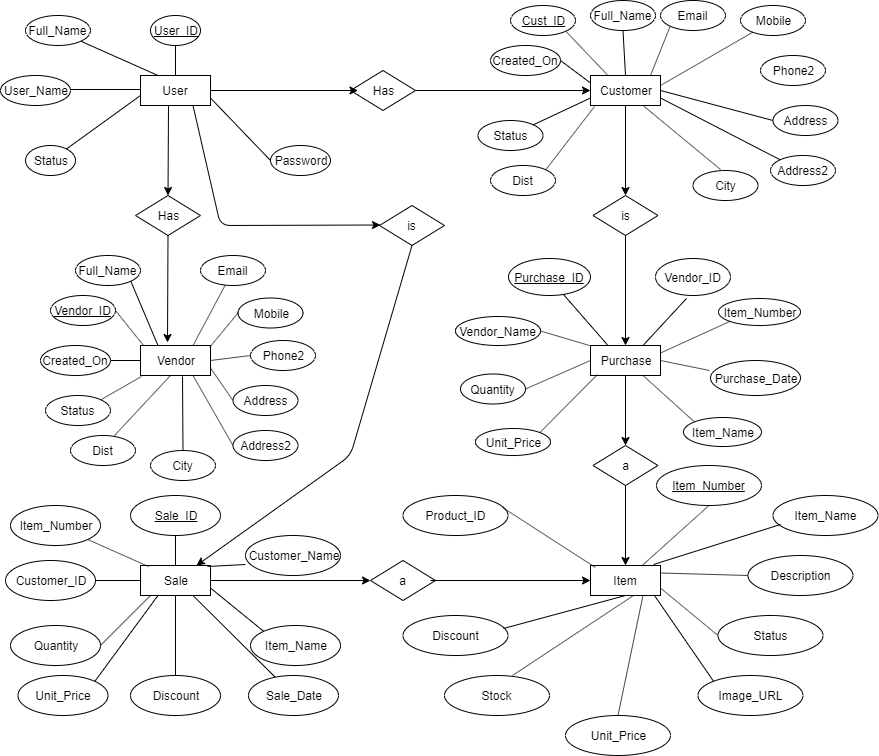 Full_Name
User_ID
User
User_Name
Status
Password
Has
Cust_ID
Full_Name
Email
Mobile
Created_On
Phone2
Customer
Address
Status
Address2
Dist
City
Has
is
is
Full_Name
Email
Vendor_ID
Mobile
Created_On
Vendor
Phone2
Status
Address
Dist
Address2
City
Purchase_ID
Vendor_ID
Item_Number
Vendor_Name
Purchase
Purchase_Date
Quantity
Item_Name
Unit_Price
a
Item_Number
Sale_ID
Customer_Name
Customer_ID
Sale
Quantity
Item_Name
Unit_Price
Discount
Sale_Date
a
Product_ID
Item_Number
Item_Name
Item
Description
Discount
Status
Stock
Image_URL
Unit_Price